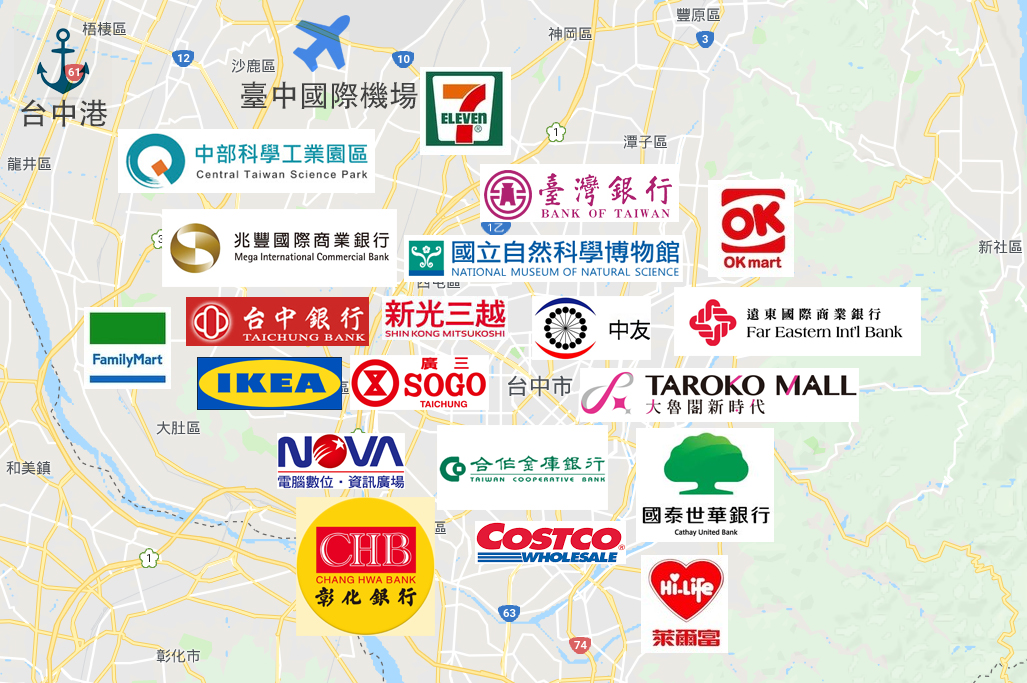 梧棲區
豐原區
神岡區
3
12
10
沙鹿區
61
台中港
臺中國際機場
7
ELEVEN
®
1
龍井區
潭子區
中部科學工業園區
Central Taiwan Science Park
臺灣銀行
BANK OF TAIWAN
OK
OK mart
1乙
3
兆豐國際商業銀行
Mega International Commercial Bank
國立自然科學博物館
NATIONAL MUSEUM OF NATURAL SCIENCE
新社區
西屯區
台中銀行
TAICHUNG BANK
新光三越
SHIN KONG MITSUKOSHI
中友
遠東國際商業銀行
Far Eastern Int'l Bank
FamilyMart
IKEA
區
廣三
SOGO
TAICHUNG
台中市
TAROKO MALL
大魯閣新時代
大肚區
和美鎮
NOVA
電腦數位・資訊廣場
合作金庫銀行
TAIWAN COOPERATIVE BANK
國泰世華銀行
Cathay United Bank
CHB
CHANG HWA BANK
彰化銀行
區
COSTCO
®
WHOLESALE
1
Hi-Life
萊爾富
63
74
彰化市